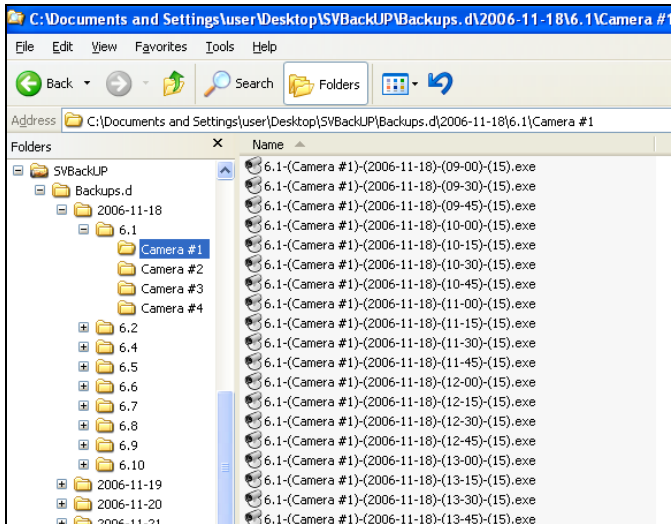 C:\Documents and Settings\user\Desktop\SVBackUP\Backups.d\2006-11-18\6.1\Camera #1
File Edit View Favorites Tools Help
Back Search Folders
Address C:\Documents and Settings\user\Desktop\SVBackUP\Backups.d\2006-11-18\6.1\Camera #1
Folders x
SVBackUP
Backups.d
2006-11-18
6.1
Camera #1
Camera #2
Camera #3
Camera #4
6.2
6.4
6.5
6.6
6.7
6.8
6.9
6.10
2006-11-19
2006-11-20
2006-11-21
Name
6.1-(Camera #1)-(2006-11-18)-(09-00)-(15).exe
6.1-(Camera #1)-(2006-11-18)-(09-30)-(15).exe
6.1-(Camera #1)-(2006-11-18)-(09-45)-(15).exe
6.1-(Camera #1)-(2006-11-18)-(10-00)-(15).exe
6.1-(Camera #1)-(2006-11-18)-(10-15)-(15).exe
6.1-(Camera #1)-(2006-11-18)-(10-30)-(15).exe
6.1-(Camera #1)-(2006-11-18)-(10-45)-(15).exe
6.1-(Camera #1)-(2006-11-18)-(11-00)-(15).exe
6.1-(Camera #1)-(2006-11-18)-(11-15)-(15).exe
6.1-(Camera #1)-(2006-11-18)-(11-30)-(15).exe
6.1-(Camera #1)-(2006-11-18)-(11-45)-(15).exe
6.1-(Camera #1)-(2006-11-18)-(12-00)-(15).exe
6.1-(Camera #1)-(2006-11-18)-(12-15)-(15).exe
6.1-(Camera #1)-(2006-11-18)-(12-30)-(15).exe
6.1-(Camera #1)-(2006-11-18)-(12-45)-(15).exe
6.1-(Camera #1)-(2006-11-18)-(13-00)-(15).exe
6.1-(Camera #1)-(2006-11-18)-(13-15)-(15).exe
6.1-(Camera #1)-(2006-11-18)-(13-30)-(15).exe
6.1-(Camera #1)-(2006-11-18)-(13-45)-(15).exe